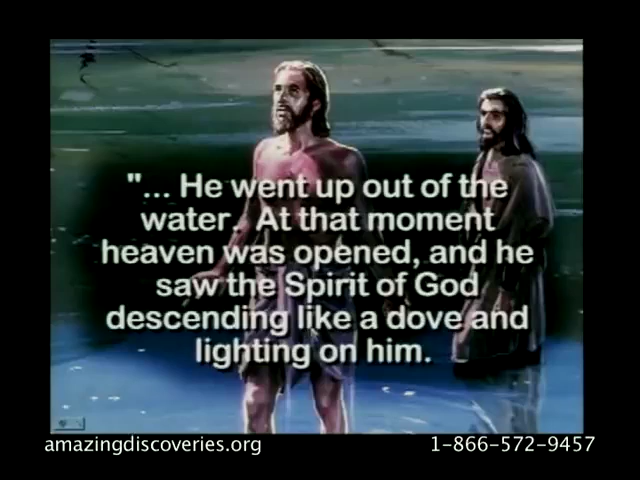 "... He went up out of the
water. At that moment
heaven was opened, and he
saw the Spirit of God
descending like a dove and
lighting on him.
amazingdiscoveries.org 1-866-572-9457